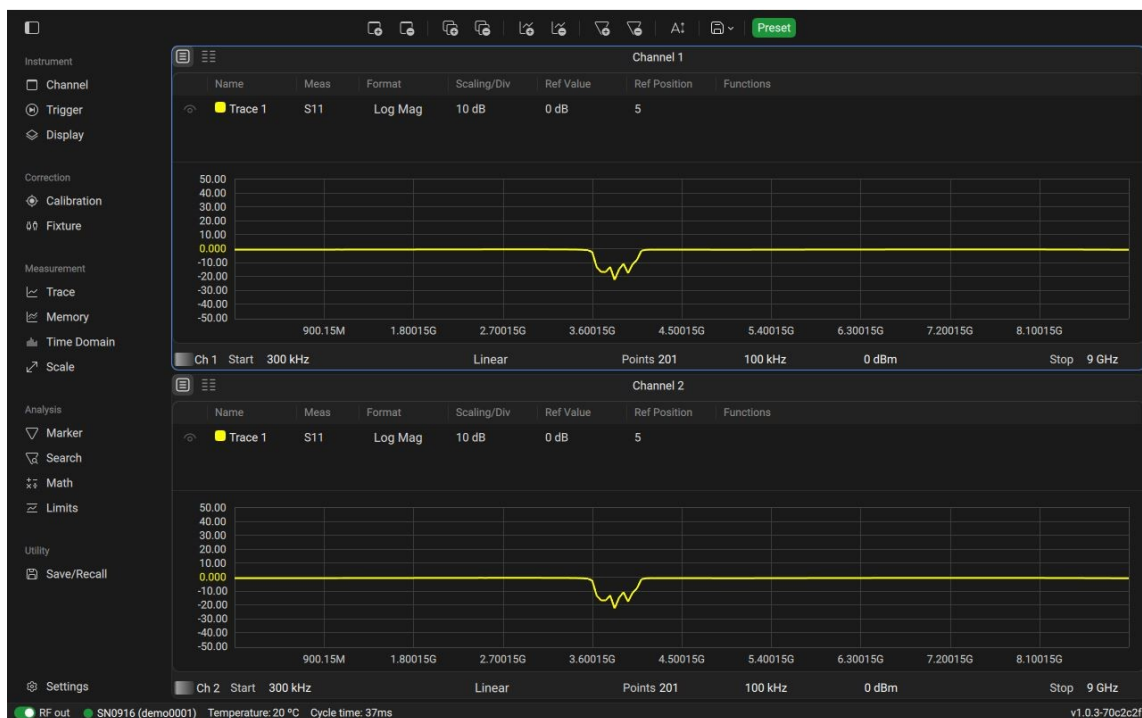 Preset
Instrument
Channel
Trigger
Display
Correction
Calibration
Fixture
Measurement
Trace
Memory
Time Domain
Scale
Analysis
Marker
Search
Math
Limits
Utility
Save/Recall
Settings
Channel 1
Name Meas Format Scaling/Div Ref Value Ref Position Functions
Trace 1 S11 Log Mag 10 dB 0 dB 5
50.00
40.00
30.00
20.00
10.00
0.000
-10.00
-20.00
-30.00
-40.00
-50.00
900.15M 1.80015G 2.70015G 3.60015G 4.50015G 5.40015G 6.30015G 7.20015G 8.10015G
Ch 1 Start 300 kHz Linear Points 201 100 kHz 0 dBm Stop 9 GHz
Channel 2
Name Meas Format Scaling/Div Ref Value Ref Position Functions
Trace 1 S11 Log Mag 10 dB 0 dB 5
50.00
40.00
30.00
20.00
10.00
0.000
-10.00
-20.00
-30.00
-40.00
-50.00
900.15M 1.80015G 2.70015G 3.60015G 4.50015G 5.40015G 6.30015G 7.20015G 8.10015G
Ch 2 Start 300 kHz Linear Points 201 100 kHz 0 dBm Stop 9 GHz
RF out SN0916 (demo0001) Temperature: 20 ºC Cycle time: 37ms v1.0.3-70c2c2f